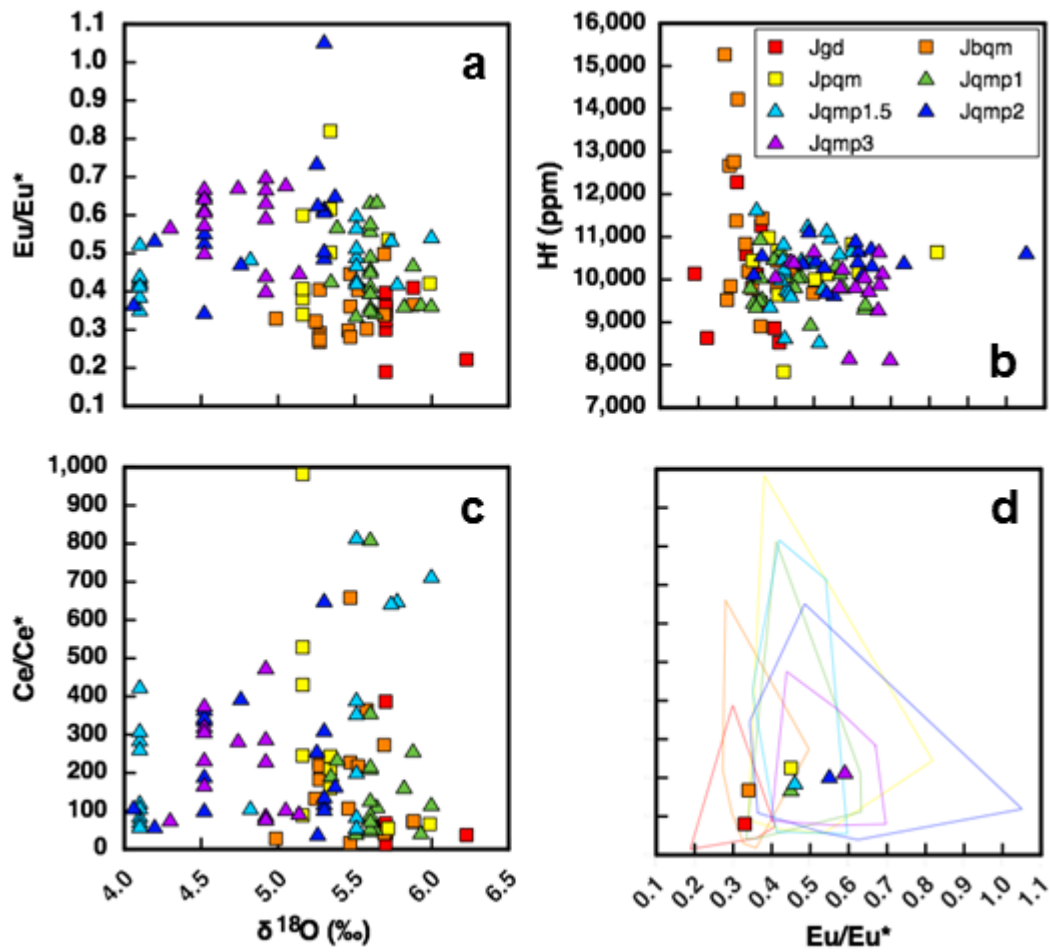 a
1.1
1.0
0.9
0.8
0.7
0.6
0.5
0.4
0.3
0.2
0.1
Eu/Eu*
b
16,000
15,000
14,000
13,000
12,000
11,000
10,000
9,000
8,000
7,000
Hf (ppm)
Jgd Jbqm
Jpqm Jqmp1
Jqmp1.5 Jqmp2
Jqmp3
c
1,000
900
800
700
600
500
400
300
200
100
0
Ce/Ce*
4.0 4.5 5.0 5.5 6.0 6.5
δ 18O (‰)
d
0.1 0.2 0.3 0.4 0.5 0.6 0.7 0.8 0.9 1.0 1.1
Eu/Eu*